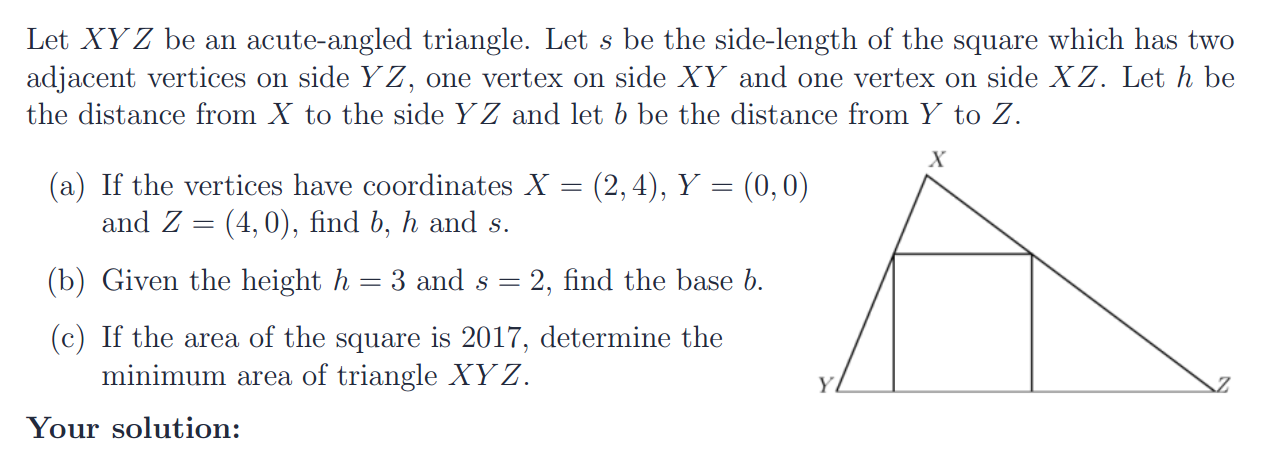 Let XYZ be an acute-angled triangle. Let s be the side-length of the square which has two
adjacent vertices on side YZ, one vertex on side XY and one vertex on side XZ. Let h be
the distance from X to the side YZ and let b be the distance from Y to Z.
(a) If the vertices have coordinates X = (2, 4), Y = (0, 0)
and Z = (4, 0), find b, h and s.
(b) Given the height h = 3 and s = 2, find the base b.
(c) If the area of the square is 2017, determine the
minimum area of triangle XYZ.
X
Y
Z
Your solution: